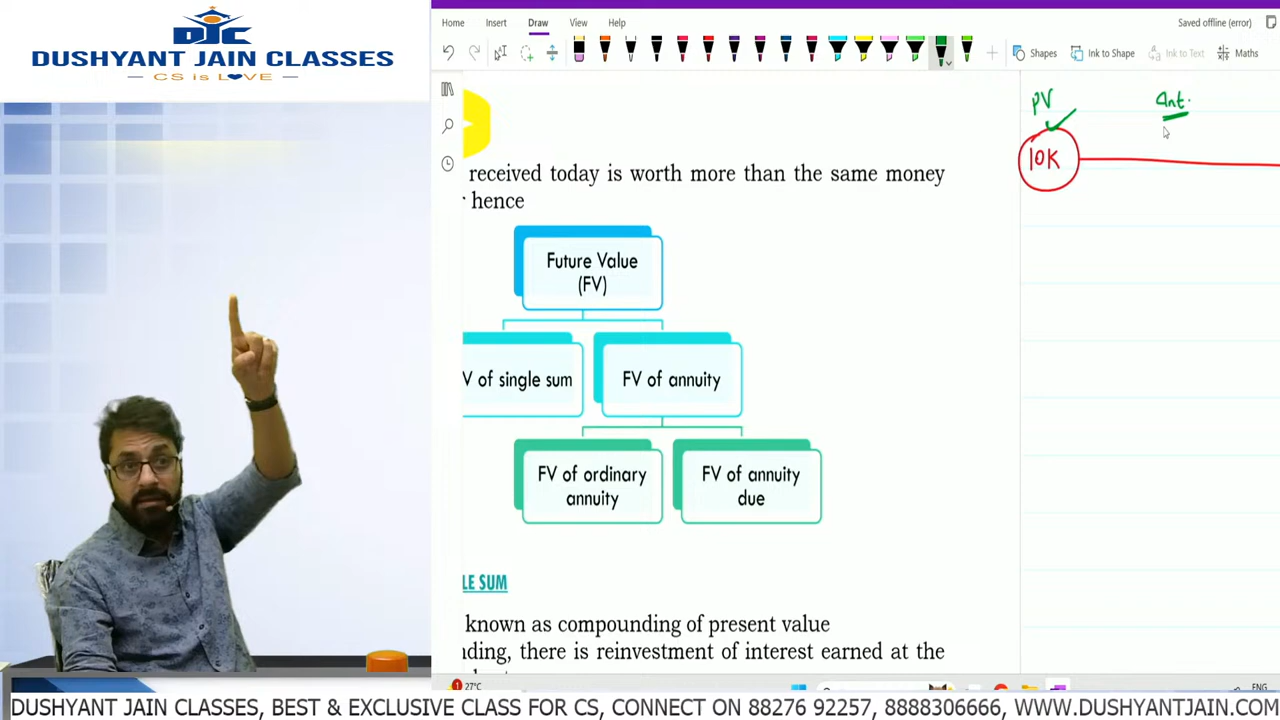 DTC
DUSHYANT JAIN CLASSES
CS is LOVE
Home Insert Draw View Help
Saved offline (error)
Shapes Ink to Shape Ink to Text Maths
PV
Int.
10K
received today is worth more than the same money
hence
Future Value
(FV)
V of single sum
FV of annuity
FV of ordinary
annuity
FV of annuity
due
LE SUM
known as compounding of present value
nding, there is reinvestment of interest earned at the
27°C
ENG
DUSHYANT JAIN CLASSES, BEST & EXCLUSIVE CLASS FOR CS, CONNECT ON 88276 92257, 8888306666, WWW.DUSHYANTJAIN.COM